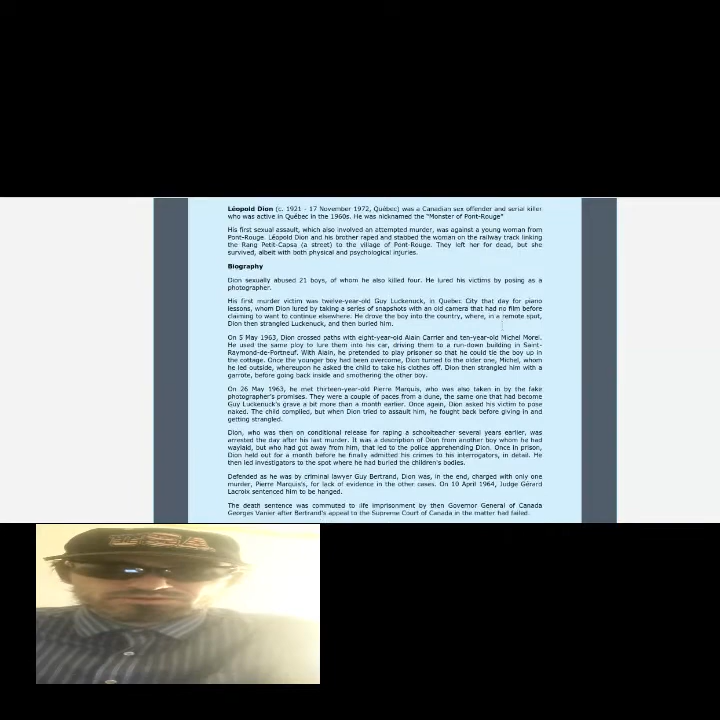 Léopold Dion (c. 1921 - 17 November 1972, Québec) was a Canadian sex offender and serial killer
who was active in Québec in the 1960s. He was nicknamed the "Monster of Pont-Rouge"
His first sexual assault, which also involved an attempted murder, was against a young woman from
Pont-Rouge. Léopold Dion and his brother raped and stabbed the woman on the railway track linking
the Rang Petit-Capsa (a street) to the village of Pont-Rouge. They left her for dead, but she
survived, albeit with both physical and psychological injuries.
Biography
Dion sexually abused 21 boys, of whom he also killed four. He lured his victims by posing as a
photographer.
His first murder victim was twelve-year-old Guy Luckenuck, in Quebec City that day for piano
lessons, whom Dion lured by taking a series of snapshots with an old camera that had no film before
claiming to want to continue elsewhere. He drove the boy into the country, where, in a remote spot,
Dion then strangled Luckenuck, and then buried him.
On 5 May 1963, Dion crossed paths with eight-year-old Alain Carrier and ten-year-old Michel Morel.
He used the same ploy to lure them into his car, driving them to a run-down building in Saint-
Raymond-de-Portneuf. With Alain, he pretended to play prisoner so that he could tie the boy up in
the cottage. Once the younger boy had been overcome, Dion turned to the older one, Michel, whom
he led outside, whereupon he asked the child to take his clothes off. Dion then strangled him with a
garrote, before going back inside and smothering the other boy.
On 26 May 1963, he met thirteen-year-old Pierre Marquis, who was also taken in by the fake
photographer's promises. They were a couple of paces from a dune, the same one that had become
Guy Luckenuck's grave a bit more than a month earlier. Once again, Dion asked his victim to pose
naked. The child complied, but when Dion tried to assault him, he fought back before giving in and
getting strangled.
Dion, who was then on conditional release for raping a schoolteacher several years earlier, was
arrested the day after his last murder. It was a description of Dion from another boy whom he had
waylaid, but who had got away from him, that led to the police apprehending Dion. Once in prison,
Dion held out for a month before he finally admitted his crimes to his interrogators, in detail. He
then led investigators to the spot where he had buried the children's bodies.
Defended as he was by criminal lawyer Guy Bertrand, Dion was, in the end, charged with only one
murder, Pierre Marquis's, for lack of evidence in the other cases. On 10 April 1964, Judge Gérard
Lacroix sentenced him to be hanged.
The death sentence was commuted to life imprisonment by then Governor General of Canada
Georges Vanier after Bertrand's appeal to the Supreme Court of Canada in the matter had failed.
USA